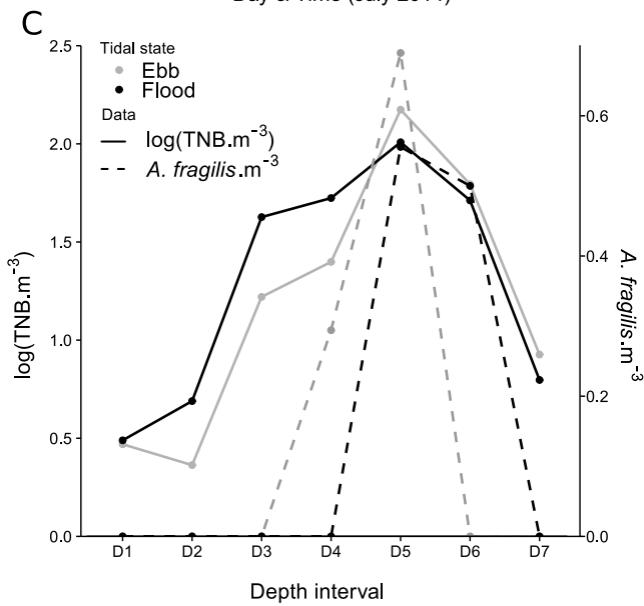 C
Tidal state
Ebb
Flood
Data
log(TNB.m⁻³)
A. fragilis.m⁻³
2.5
2.0
1.5
1.0
0.5
0.0
log(TNB.m⁻³)
0.6
0.4
0.2
0.0
A. fragilis.m⁻³
D1 D2 D3 D4 D5 D6 D7
Depth interval